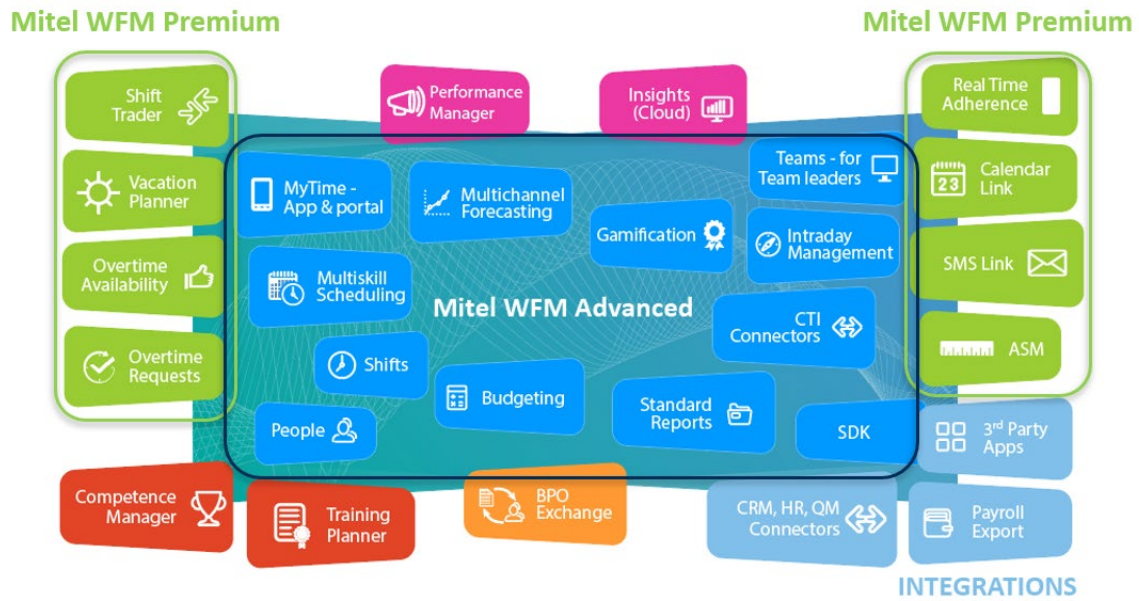 Mitel WFM Premium
Mitel WFM Premium
Shift
Trader
Performance
Manager
Insights
(Cloud)
Real Time
Adherence
Vacation
Planner
MyTime -
App & portal
Multichannel
Forecasting
Teams - for
Team leaders
23
Calendar
Link
Gamification
Intraday
Management
Overtime
Availability
Multiskill
Scheduling
SMS Link
Mitel WFM Advanced
CTI
Connectors
Overtime
Requests
Shifts
ASM
Budgeting
Standard
Reports
People
SDK
3rd Party
Apps
Competence
Manager
Training
Planner
BPO
Exchange
CRM, HR, QM
Connectors
Payroll
Export
INTEGRATIONS